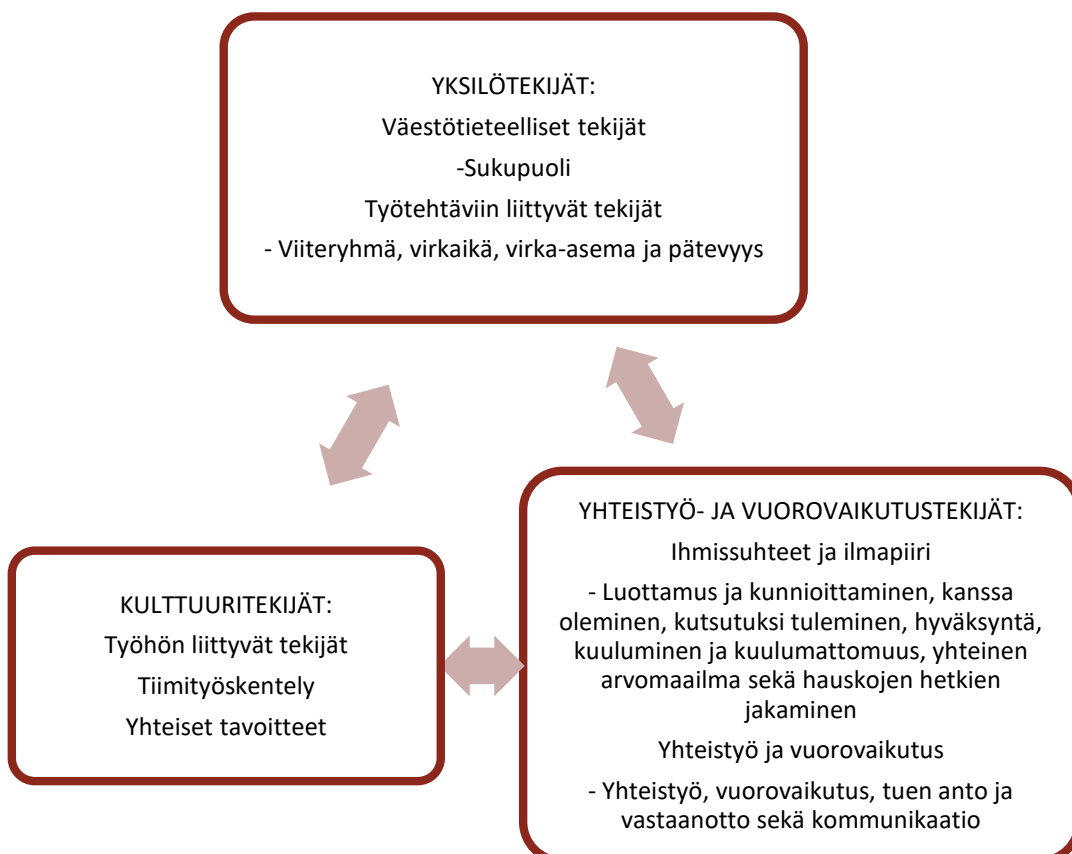 YKSILÖTEKIJÄT:
Väestötieteelliset tekijät
-Sukupuoli
Työtehtäviin liittyvät tekijät
- Viiteryhmä, virkaikä, virka-asema ja pätevyys
KULTTUURITEKIJÄT:
Työhön liittyvät tekijät
Tiimityöskentely
Yhteiset tavoitteet
YHTEISTYÖ- JA VUOROVAIKUTUSTEKIJÄT:
Ihmissuhteet ja ilmapiiri
- Luottamus ja kunnioittaminen, kanssa
oleminen, kutsutuksi tuleminen, hyväksyntä,
kuuluminen ja kuulumattomuus, yhteinen
arvomaailma sekä hauskojen hetkien
jakaminen
Yhteistyö ja vuorovaikutus
- Yhteistyö, vuorovaikutus, tuen anto ja
vastaanotto sekä kommunikaatio